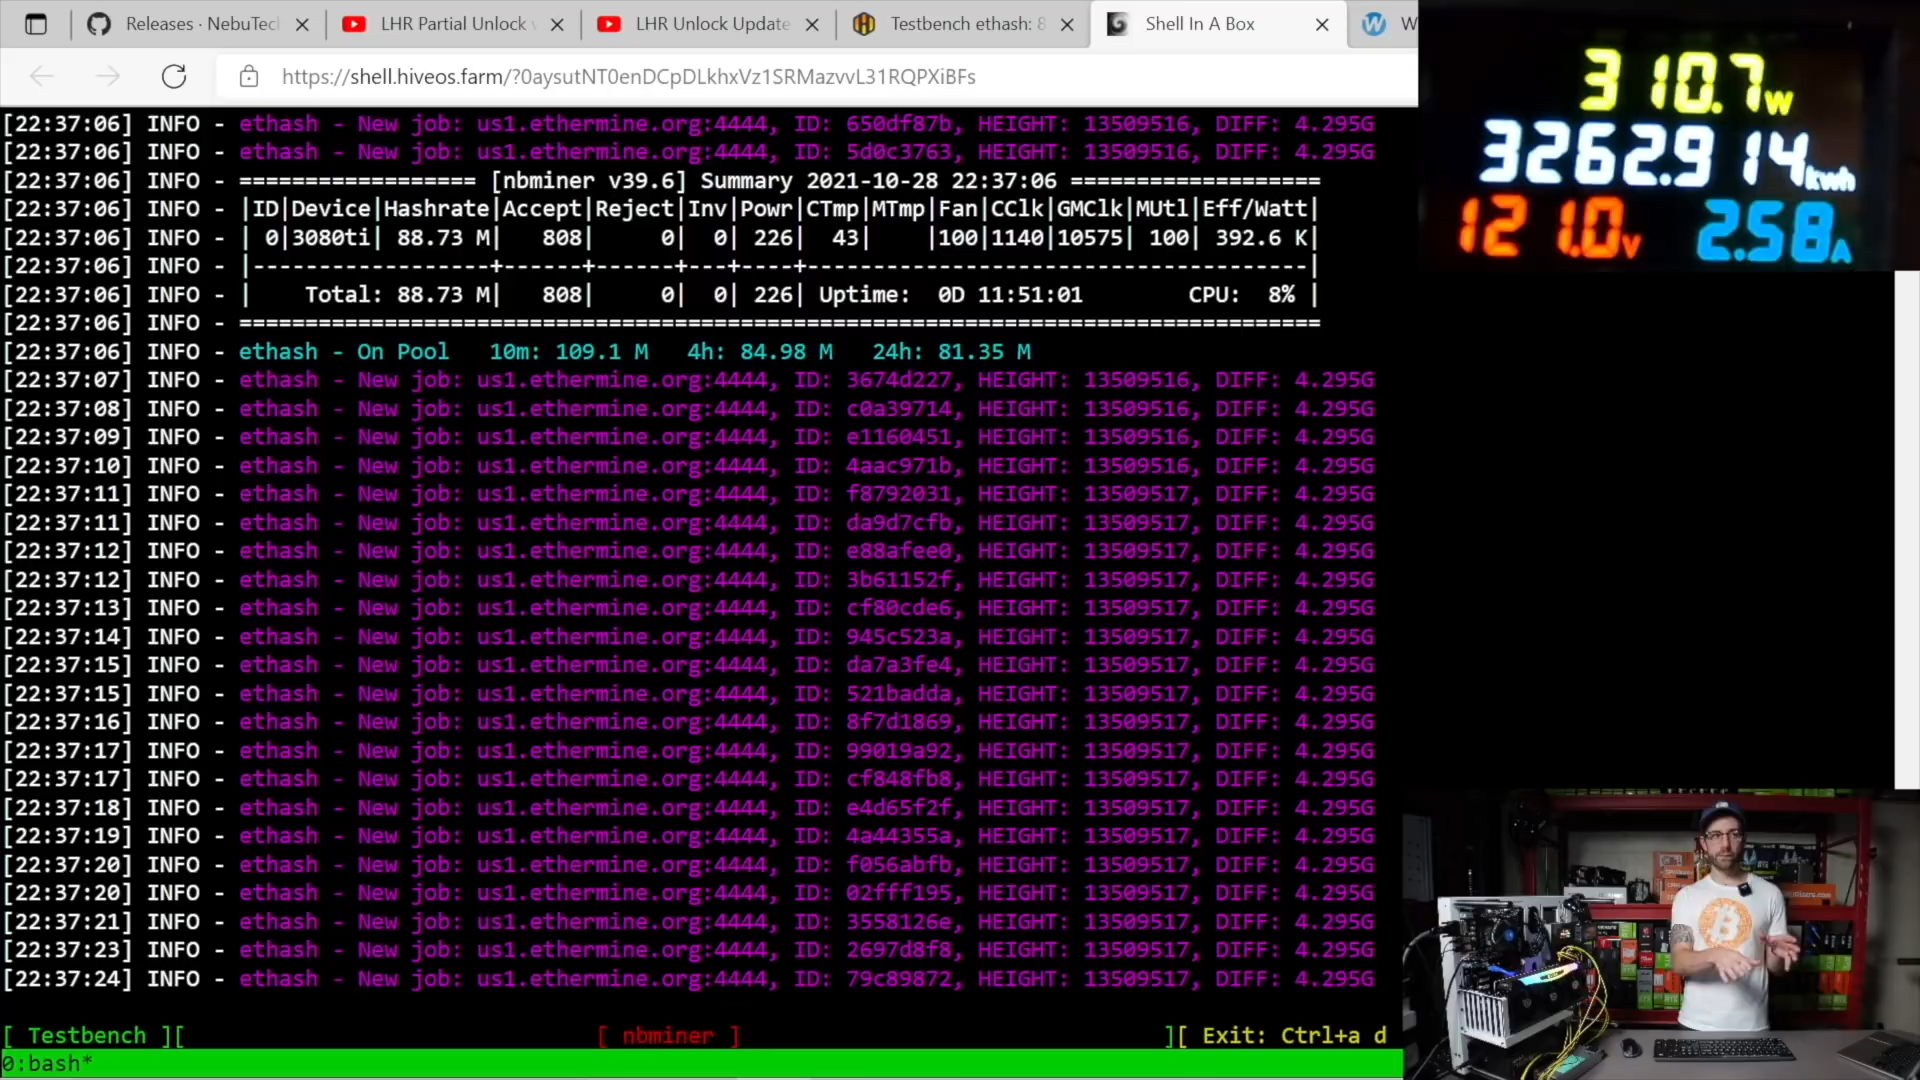 Releases · NebuTec
LHR Partial Unlock
LHR Unlock Update
Testbench ethash: 8
Shell In A Box
W
https://shell.hiveos.farm/?0aysutNT0enDCpDLkhxVz1SRMazvvL31RQPXiBFs
310.7w
3262.914kwh
121.0v 2.58A
[22:37:06] INFO - ethash - New job: us1.ethermine.org:4444, ID: 650df87b, HEIGHT: 13509516, DIFF: 4.295G
[22:37:06] INFO - ethash - New job: us1.ethermine.org:4444, ID: 5d0c3763, HEIGHT: 13509516, DIFF: 4.295G
[22:37:06] INFO - ================== [nbminer v39.6] Summary 2021-10-28 22:37:06 ===================
[22:37:06] INFO - |ID|Device|Hashrate|Accept|Reject|Inv|Powr|CTmp|MTmp|Fan|CClk|GMClk|MUtl|Eff/Watt|
[22:37:06] INFO - | 0|3080ti| 88.73 M|   808|     0|  0| 226|  43|    |100|1140|10575| 100| 392.6 K|
[22:37:06] INFO - |------------------+------+------+---+----+---------------------------------------|
[22:37:06] INFO - |    Total: 88.73 M|   808|     0|  0| 226| Uptime:  0D 11:51:01        CPU:  8% |
[22:37:06] INFO - ==================================================================================
[22:37:06] INFO - ethash - On Pool   10m: 109.1 M   4h: 84.98 M   24h: 81.35 M
[22:37:07] INFO - ethash - New job: us1.ethermine.org:4444, ID: 3674d227, HEIGHT: 13509516, DIFF: 4.295G
[22:37:08] INFO - ethash - New job: us1.ethermine.org:4444, ID: c0a39714, HEIGHT: 13509516, DIFF: 4.295G
[22:37:09] INFO - ethash - New job: us1.ethermine.org:4444, ID: e1160451, HEIGHT: 13509516, DIFF: 4.295G
[22:37:10] INFO - ethash - New job: us1.ethermine.org:4444, ID: 4aac971b, HEIGHT: 13509516, DIFF: 4.295G
[22:37:11] INFO - ethash - New job: us1.ethermine.org:4444, ID: f8792031, HEIGHT: 13509517, DIFF: 4.295G
[22:37:11] INFO - ethash - New job: us1.ethermine.org:4444, ID: da9d7cfb, HEIGHT: 13509517, DIFF: 4.295G
[22:37:12] INFO - ethash - New job: us1.ethermine.org:4444, ID: e88afee0, HEIGHT: 13509517, DIFF: 4.295G
[22:37:12] INFO - ethash - New job: us1.ethermine.org:4444, ID: 3b61152f, HEIGHT: 13509517, DIFF: 4.295G
[22:37:13] INFO - ethash - New job: us1.ethermine.org:4444, ID: cf80cde6, HEIGHT: 13509517, DIFF: 4.295G
[22:37:14] INFO - ethash - New job: us1.ethermine.org:4444, ID: 945c523a, HEIGHT: 13509517, DIFF: 4.295G
[22:37:15] INFO - ethash - New job: us1.ethermine.org:4444, ID: da7a3fe4, HEIGHT: 13509517, DIFF: 4.295G
[22:37:15] INFO - ethash - New job: us1.ethermine.org:4444, ID: 521badda, HEIGHT: 13509517, DIFF: 4.295G
[22:37:16] INFO - ethash - New job: us1.ethermine.org:4444, ID: 8f7d1869, HEIGHT: 13509517, DIFF: 4.295G
[22:37:17] INFO - ethash - New job: us1.ethermine.org:4444, ID: 99019a92, HEIGHT: 13509517, DIFF: 4.295G
[22:37:17] INFO - ethash - New job: us1.ethermine.org:4444, ID: cf848fb8, HEIGHT: 13509517, DIFF: 4.295G
[22:37:18] INFO - ethash - New job: us1.ethermine.org:4444, ID: e4d65f2f, HEIGHT: 13509517, DIFF: 4.295G
[22:37:19] INFO - ethash - New job: us1.ethermine.org:4444, ID: 4a44355a, HEIGHT: 13509517, DIFF: 4.295G
[22:37:20] INFO - ethash - New job: us1.ethermine.org:4444, ID: f056abfb, HEIGHT: 13509517, DIFF: 4.295G
[22:37:20] INFO - ethash - New job: us1.ethermine.org:4444, ID: 02fff195, HEIGHT: 13509517, DIFF: 4.295G
[22:37:21] INFO - ethash - New job: us1.ethermine.org:4444, ID: 3558126e, HEIGHT: 13509517, DIFF: 4.295G
[22:37:23] INFO - ethash - New job: us1.ethermine.org:4444, ID: 2697d8f8, HEIGHT: 13509517, DIFF: 4.295G
[22:37:24] INFO - ethash - New job: us1.ethermine.org:4444, ID: 79c89872, HEIGHT: 13509517, DIFF: 4.295G
[ Testbench ][ [ nbminer ] ][ Exit: Ctrl+a d
0:bash*